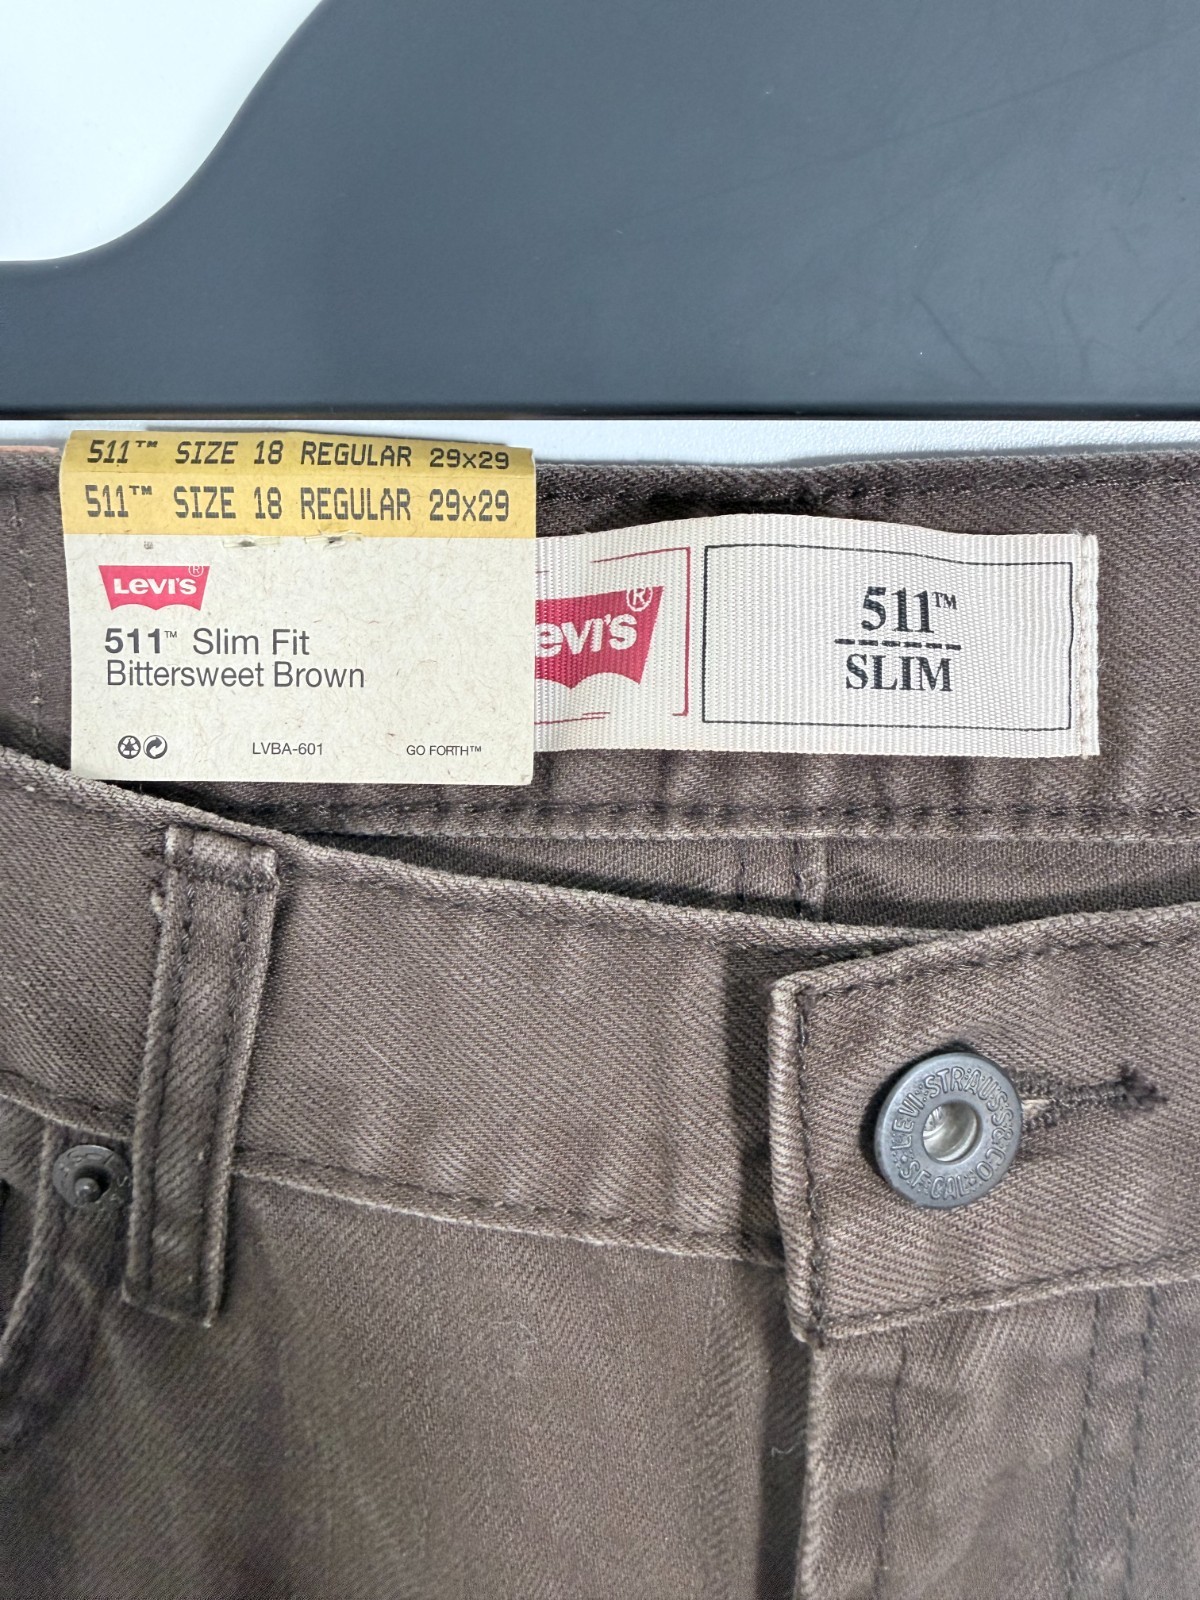 511™ SIZE 18 REGULAR 29x29
511™ SIZE 18 REGULAR 29x29
LEVI'S®
511™ Slim Fit
Bittersweet Brown
LVBA-601 GO FORTH™
evi's®
511™
SLIM
LEVI STRAUSS & CO
S.F. CAL